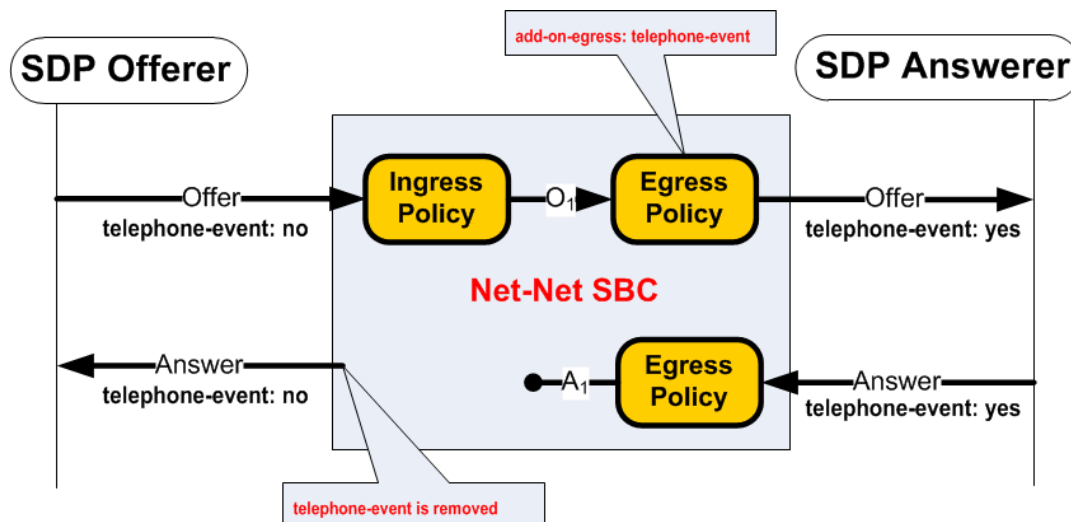 add-on-egress: telephone-event
SDP Offerer
SDP Answerer
Ingress
Policy
Egress
Policy
Offer
O1
Offer
telephone-event: no
telephone-event: yes
Net-Net SBC
Egress
Policy
Answer
A1
Answer
telephone-event: no
telephone-event: yes
telephone-event is removed